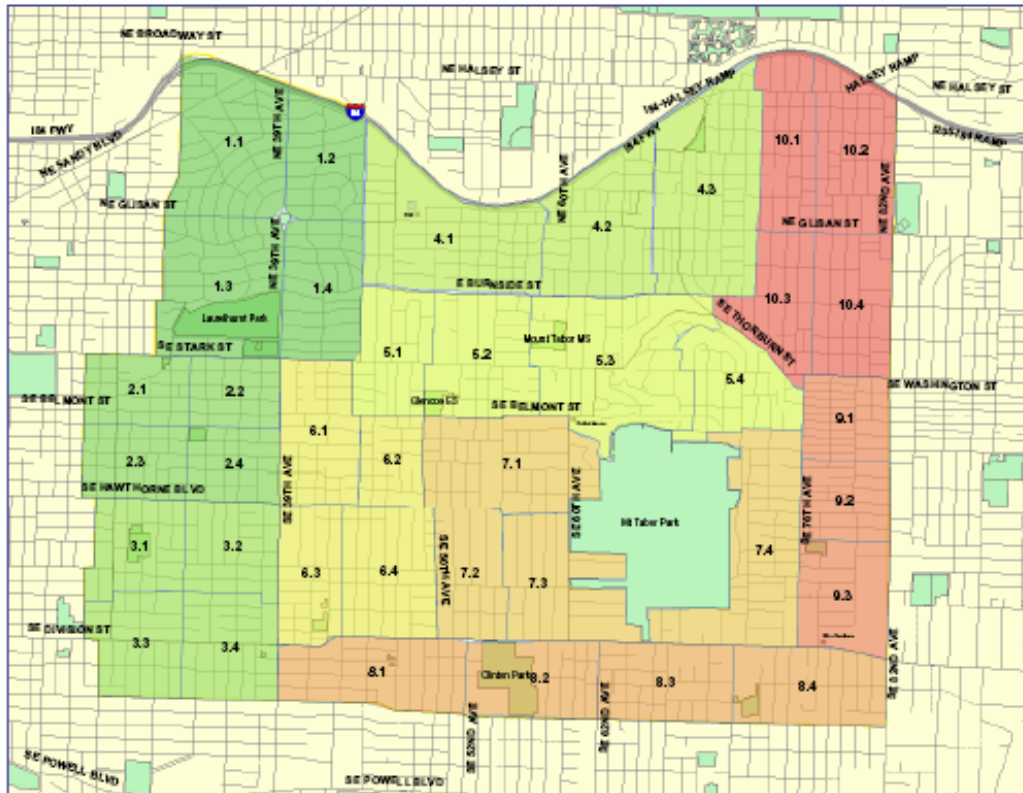 NE BROADWAY ST
NE HALSEY ST
I84-HALSEY RAMP
HALSEY RAMP
NE HALSEY ST
I84 FWY
NE SANDY BLVD
NE 39TH AVE
1.1
1.2
I84 FWY
10.1
10.2
I205-I84 RAMP
NE GLISAN ST
NE 39TH AVE
NE 60TH AVE
4.3
NE 82ND AVE
4.1
4.2
NE GLISAN ST
1.3
1.4
E BURNSIDE ST
10.3
10.4
Laurelhurst Park
SE STARK ST
Mount Tabor MS
SE THORBURN ST
5.1
5.2
5.3
5.4
SE WASHINGTON ST
2.1
2.2
SE BELMONT ST
Glencoe ES
SE BELMONT ST
9.1
6.1
6.2
2.3
2.4
7.1
SE HAWTHORNE BLVD
SE 39TH AVE
SE 60TH AVE
SE 76TH AVE
9.2
Mt Tabor Park
3.1
3.2
7.4
6.3
6.4
SE 50TH AVE
7.2
7.3
9.3
SE DIVISION ST
3.3
3.4
SE 82ND AVE
8.1
Clinton Park
8.2
8.3
8.4
SE 52ND AVE
SE 62ND AVE
SE POWELL BLVD
SE POWELL BLVD